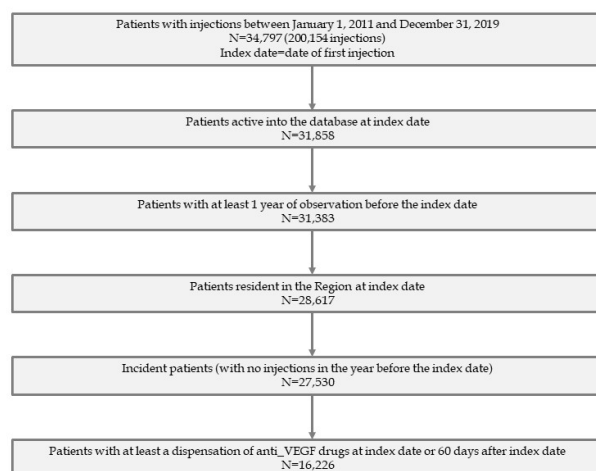 Patients with injections between January 1, 2011 and December 31, 2019
N=34,797 (200,154 injections)
Index date=date of first injection
Patients active into the database at index date
N=31,858
Patients with at least 1 year of observation before the index date
N=31,383
Patients resident in the Region at index date
N=28,617
Incident patients (with no injections in the year before the index date)
N=27,530
Patients with at least a dispensation of anti_VEGF drugs at index date or 60 days after index date
N=16,226